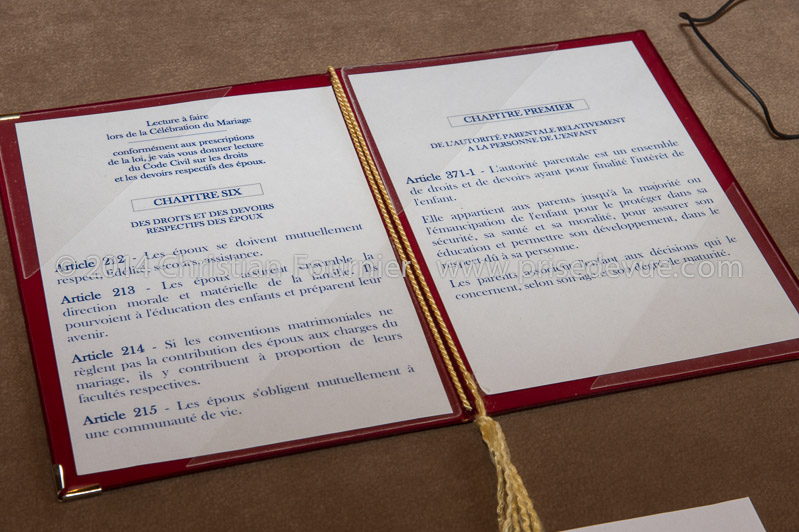 Lecture à faire
lors de la Célébration du Mariage
conformément aux prescriptions
de la loi, je vais vous donner lecture
du Code Civil sur les droits
et les devoirs respectifs des époux.
CHAPITRE SIX
DES DROITS ET DES DEVOIRS
RESPECTIFS DES ÉPOUX
Article 212 - Les époux se doivent mutuellement
respect, fidélité, secours, assistance.
Article 213 - Les époux assurent ensemble la
direction morale et matérielle de la famille. Ils
pourvoient à l'éducation des enfants et préparent leur
avenir.
Article 214 - Si les conventions matrimoniales ne
règlent pas la contribution des époux aux charges du
mariage, ils y contribuent à proportion de leurs
facultés respectives.
Article 215 - Les époux s'obligent mutuellement à
une communauté de vie.
CHAPITRE PREMIER
DE L'AUTORITÉ PARENTALE RELATIVEMENT
A LA PERSONNE DE L'ENFANT
Article 371-1 - L'autorité parentale est un ensemble
de droits et de devoirs ayant pour finalité l'intérêt de
l'enfant.
Elle appartient aux parents jusqu'à la majorité ou
l'émancipation de l'enfant pour le protéger dans sa
sécurité, sa santé et sa moralité, pour assurer son
éducation et permettre son développement, dans le
respect dû à sa personne.
Les parents associent l'enfant aux décisions qui le
concernent, selon son âge et son degré de maturité.
© 2014 Christian Fournier - www.prisedevue.com